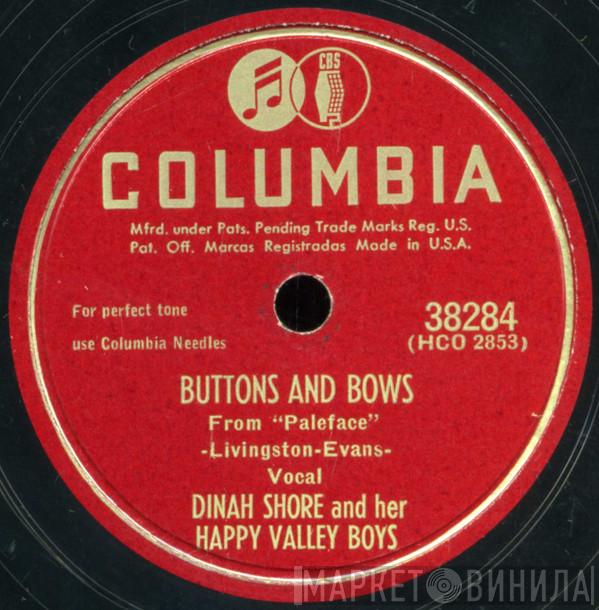 CBS
COLUMBIA
Mfrd. under Pats. Pending Trade Marks Reg. U.S.
Pat. Off. Marcas Registradas Made in U.S.A.
For perfect tone
use Columbia Needles
38284
(HCO 2853)
BUTTONS AND BOWS
From "Paleface"
-Livingston-Evans-
Vocal
DINAH SHORE and her
HAPPY VALLEY BOYS
МАРКЕТ ВИНИЛА